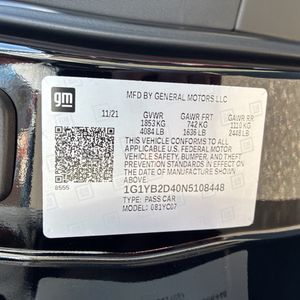 gm
MFD BY GENERAL MOTORS LLC
11/21 GVWR GAWR FRT GAWR RR
1853 KG 742 KG 1110 KG
4084 LB 1636 LB 2448 LB
THIS VEHICLE CONFORMS TO ALL
APPLICABLE U.S. FEDERAL MOTOR
VEHICLE SAFETY, BUMPER, AND THEFT
PREVENTION STANDARDS IN EFFECT ON
THE DATE OF MANUFACTURE SHOWN ABOVE.
8555
1G1YB2D40N5108448
TYPE: PASS CAR
MODEL: 081YC07